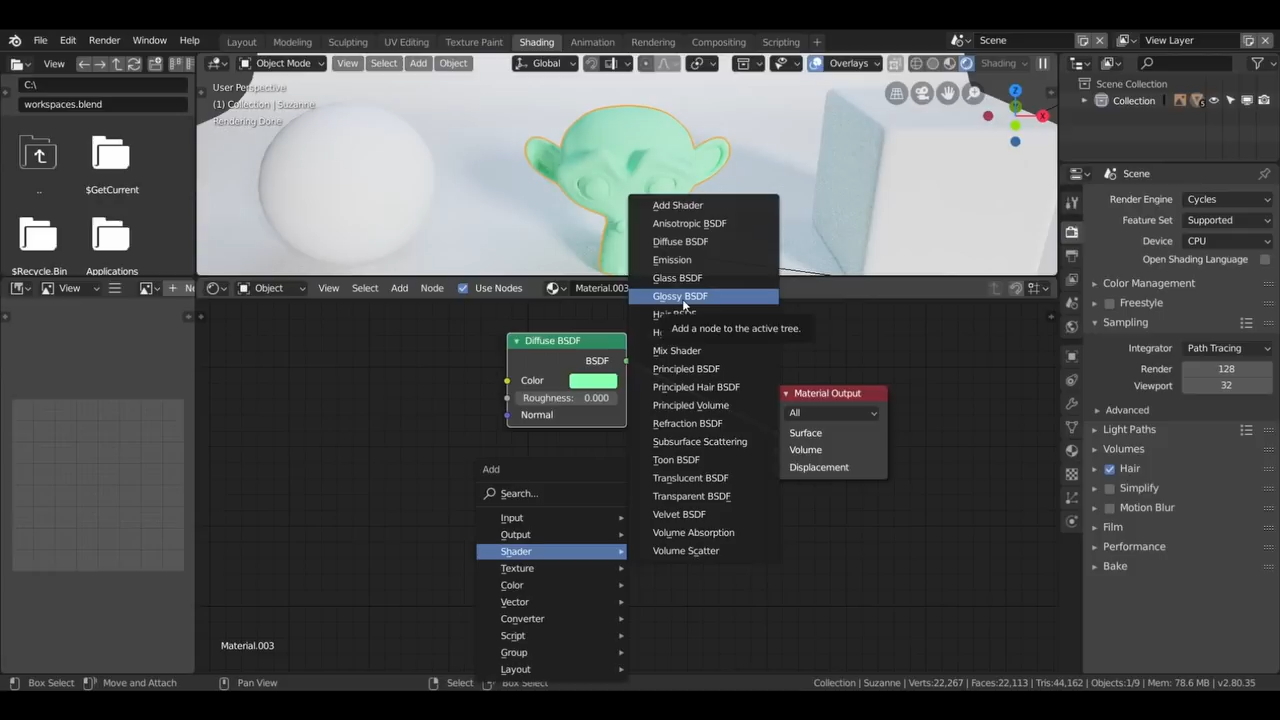 File Edit Render Window Help
Layout Modeling Sculpting UV Editing Texture Paint Shading Animation Rendering Compositing Scripting +
Scene
View Layer
View
Object Mode View Select Add Object
Global
Overlays
Shading
C:\
workspaces.blend
..
$GetCurrent
$Recycle.Bin
Applications
User Perspective
(1) Collection | Suzanne
Rendering Done
Z
X
Scene Collection
Collection
5
Scene
Render Engine Cycles
Feature Set Supported
Device CPU
Open Shading Language
Color Management
Freestyle
Sampling
Integrator Path Tracing
Render 128
Viewport 32
Advanced
Light Paths
Volumes
Hair
Simplify
Motion Blur
Film
Performance
Bake
View
+ Ne
Object View Select Add Node Use Nodes Material.003
Diffuse BSDF
BSDF
Color
Roughness: 0.000
Normal
Material Output
All
Surface
Volume
Displacement
Add
Search...
Input
Output
Shader
Texture
Color
Vector
Converter
Script
Group
Layout
Add Shader
Anisotropic BSDF
Diffuse BSDF
Emission
Glass BSDF
Glossy BSDF
Add a node to the active tree.
Mix Shader
Principled BSDF
Principled Hair BSDF
Principled Volume
Refraction BSDF
Subsurface Scattering
Toon BSDF
Translucent BSDF
Transparent BSDF
Velvet BSDF
Volume Absorption
Volume Scatter
Material.003
Box Select Move and Attach Pan View Select Box Select
Collection | Suzanne | Verts:22,267 | Faces:22,113 | Tris:44,162 | Objects:1/9 | Mem: 78.6 MB | v2.80.35